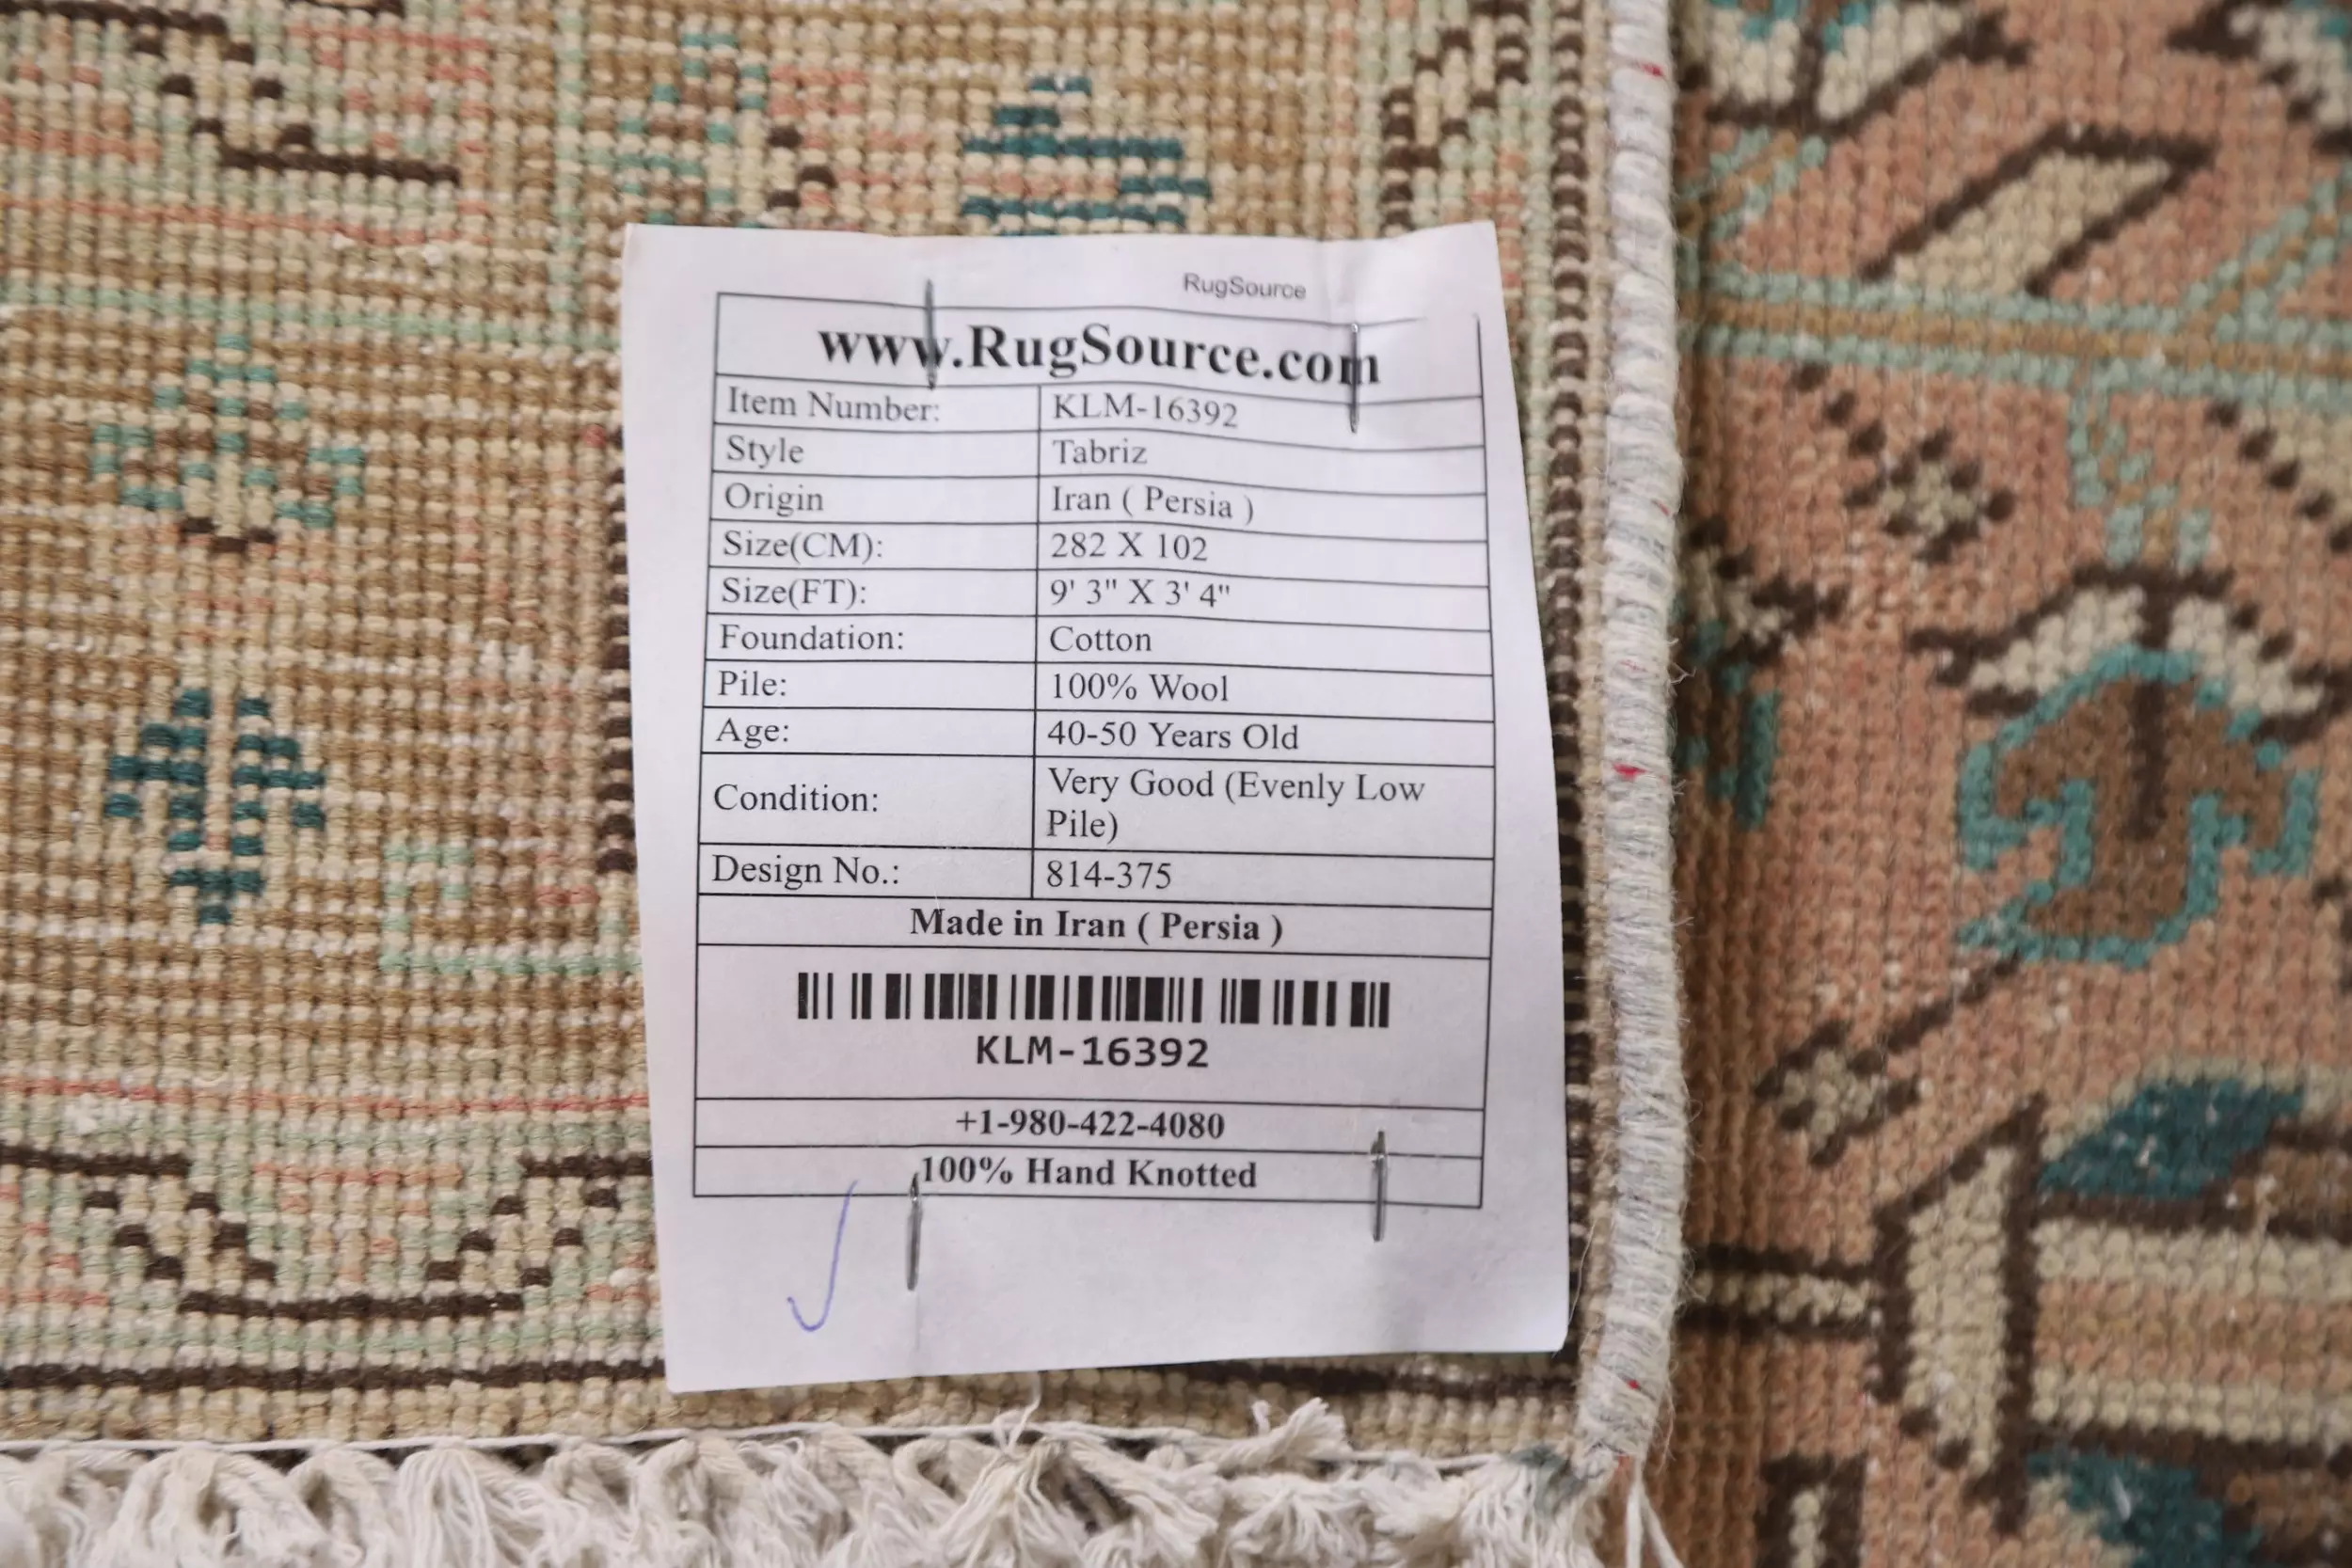 RugSource
www.RugSource.com
Item Number: KLM-16392
Style Tabriz
Origin Iran ( Persia )
Size(CM): 282 X 102
Size(FT): 9' 3" X 3' 4"
Foundation: Cotton
Pile: 100% Wool
Age: 40-50 Years Old
Condition: Very Good (Evenly Low
Pile)
Design No.: 814-375
Made in Iran ( Persia )
KLM-16392
+1-980-422-4080
100% Hand Knotted